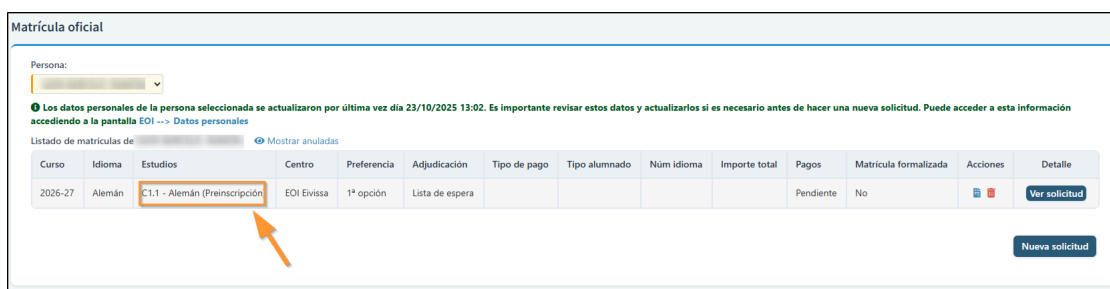 Matrícula oficial
Persona:
Los datos personales de la persona seleccionada se actualizaron por última vez día 23/10/2025 13:02. Es importante revisar estos datos y actualizarlos si es necesario antes de hacer una nueva solicitud. Puede acceder a esta información
accediendo a la pantalla EOI --> Datos personales
Listado de matrículas de Mostrar anuladas
Curso Idioma Estudios Centro Preferencia Adjudicación Tipo de pago Tipo alumnado Núm idioma Importe total Pagos Matrícula formalizada Acciones Detalle
2026-27 Alemán C1.1 - Alemán (Preinscripción) EOI Eivissa 1ª opción Lista de espera Pendiente No Ver solicitud
Nueva solicitud